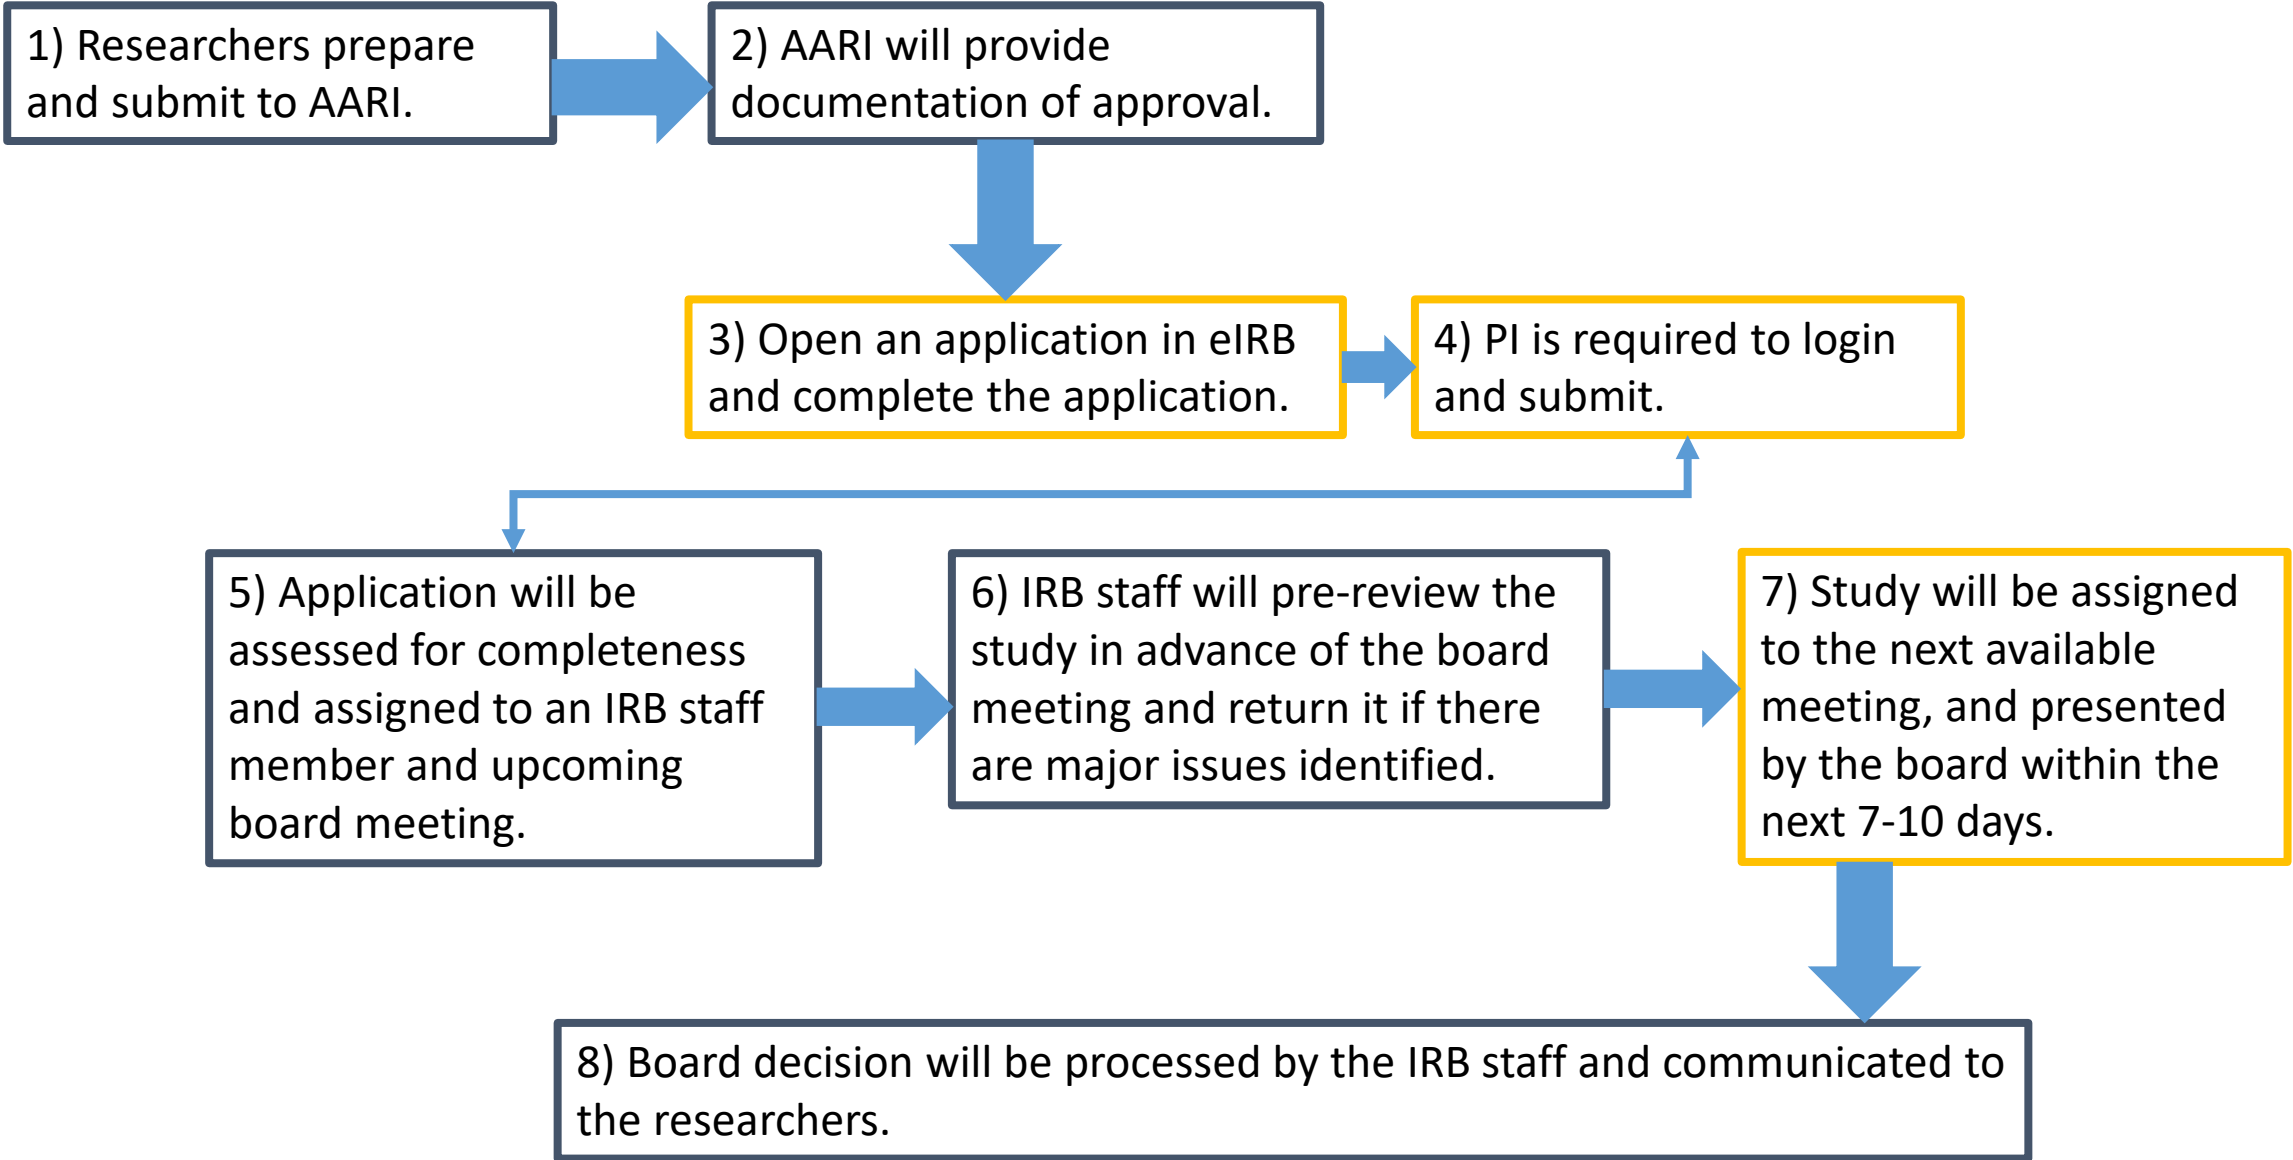 1) Researchers prepare
and submit to AARI.
2) AARI will provide
documentation of approval.
3) Open an application in eIRB
and complete the application.
4) PI is required to login
and submit.
5) Application will be
assessed for completeness
and assigned to an IRB staff
member and upcoming
board meeting.
6) IRB staff will pre-review the
study in advance of the board
meeting and return it if there
are major issues identified.
7) Study will be assigned
to the next available
meeting, and presented
by the board within the
next 7-10 days.
8) Board decision will be processed by the IRB staff and communicated to
the researchers.